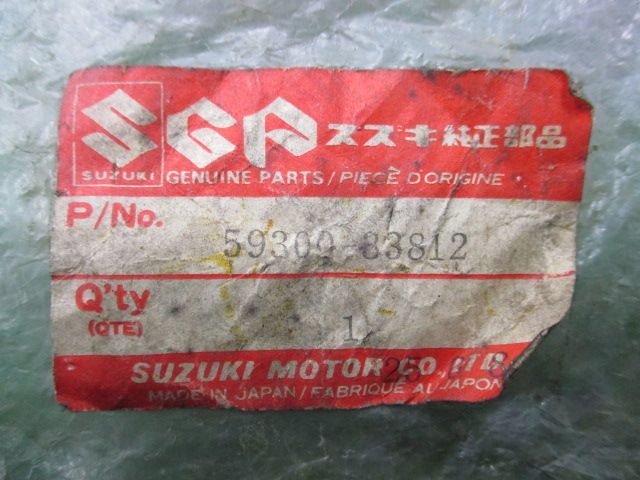 SGP スズキ純正部品
SUZUKI GENUINE PARTS/PIECE D'ORIGINE
P/No. 59300-83812
Q'ty
(QTE) 1
SUZUKI MOTOR CO., LTD.
MADE IN JAPAN/FABRIQUE AU JAPON